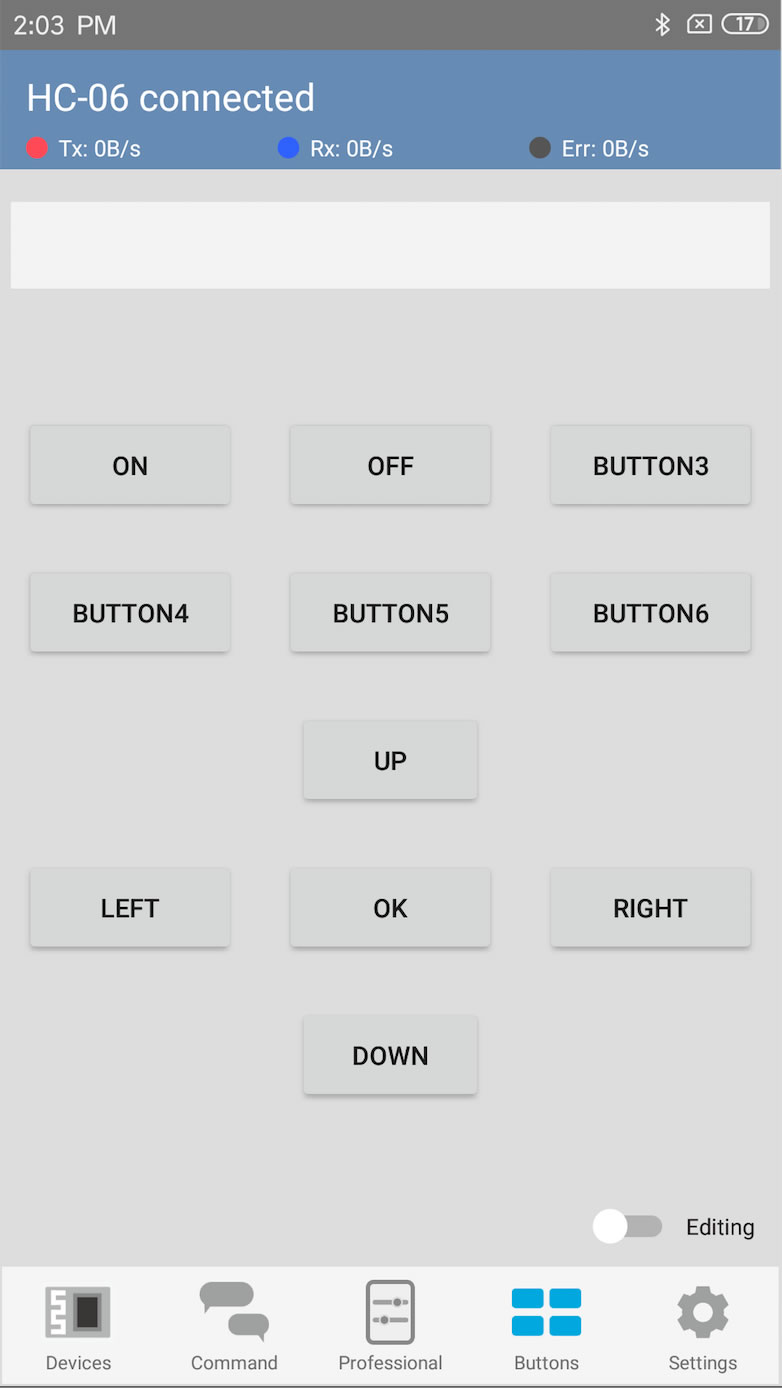 2:03 PM 17
HC-06 connected
Tx: 0B/s Rx: 0B/s Err: 0B/s
ON OFF BUTTON3
BUTTON4 BUTTON5 BUTTON6
UP
LEFT OK RIGHT
DOWN
Editing
Devices Command Professional Buttons Settings